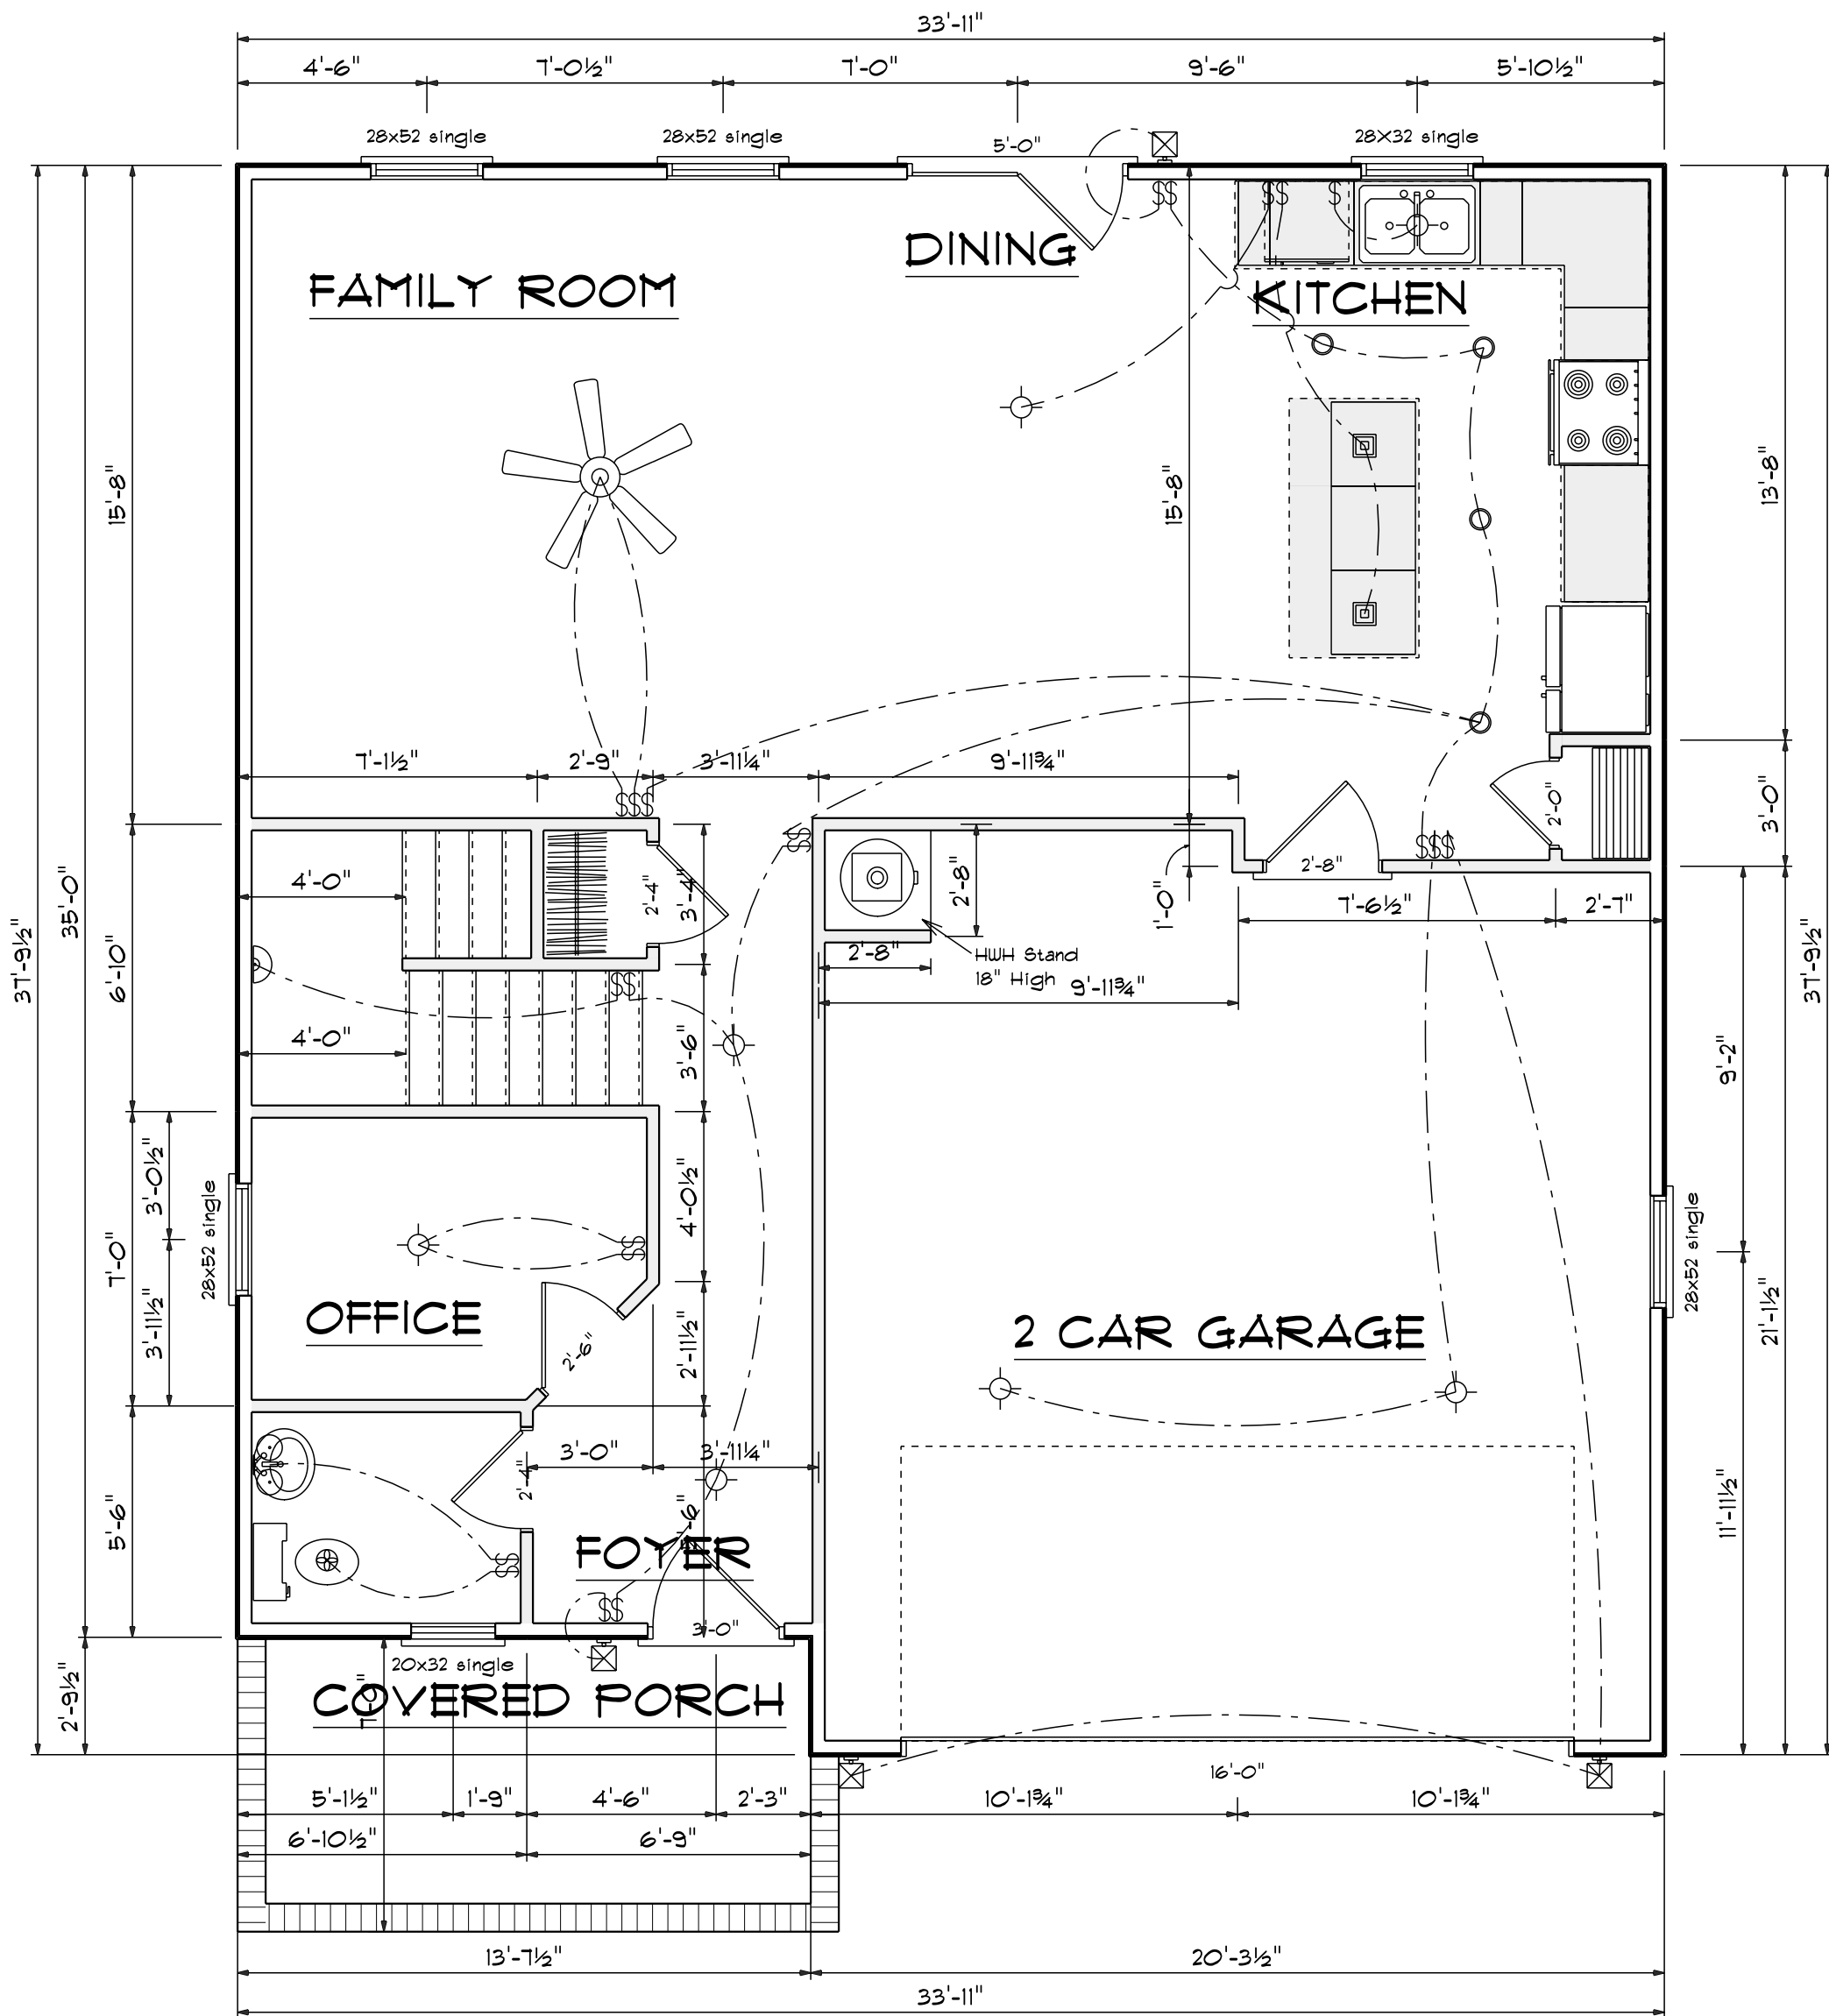 33'-11"
4'-6" 7'-0½" 7'-0" 9'-6" 5'-10½"
28x52 single 28x52 single 5'-0" 28X32 single
DINING
FAMILY ROOM KITCHEN
15'-8" 15'-8" 13'-8"
7'-1½" 2'-9" 3'-11¼" 9'-11¾"
$$ $$ $
$$$ $$ $$$
2'-0" 3'-0"
4'-0" 2'-4" 3'-4" 2'-8" 1'-0" 2'-8"
7'-6½" 2'-7"
37'-9½" 35'-0" 6'-10" 37'-9½"
2'-8" HWH Stand
18" High
9'-11¾"
$$
4'-0" 3'-6" 9'-2"
28x52 single 7'-0" 3'-0½" 4'-0½" 28x52 single
$$
3'-11½" 2'-11½" 21'-1½"
OFFICE 2'-6" 2 CAR GARAGE
3'-0" 3'-11¼"
2'-4"
5'-6" 11'-11½"
FOYER
$$
$$
3'-0"
20x32 single
2'-9½" COVERED PORCH
16'-0"
5'-1½" 1'-9" 4'-6" 2'-3" 10'-1¾" 10'-1¾"
6'-10½" 6'-9"
13'-7½" 20'-3½"
33'-11"